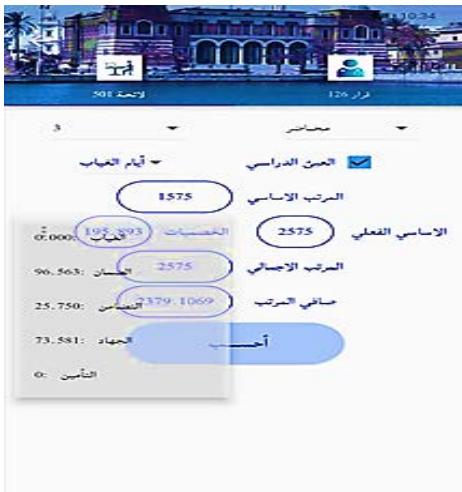 10:34
قرار 126 لائحة 501
محاضر 3
العبئ الدراسي أيام الغياب
المرتب الاساسي 1575
الاساسي الفعلي 2575 الخصميات 195.893
المرتب الاجمالي 2575
صافي المرتب 2379.1069
أحسب
الغياب :0.000
الضمان :96.563
التضامن :25.750
الجهاد :73.581
التأمين :0